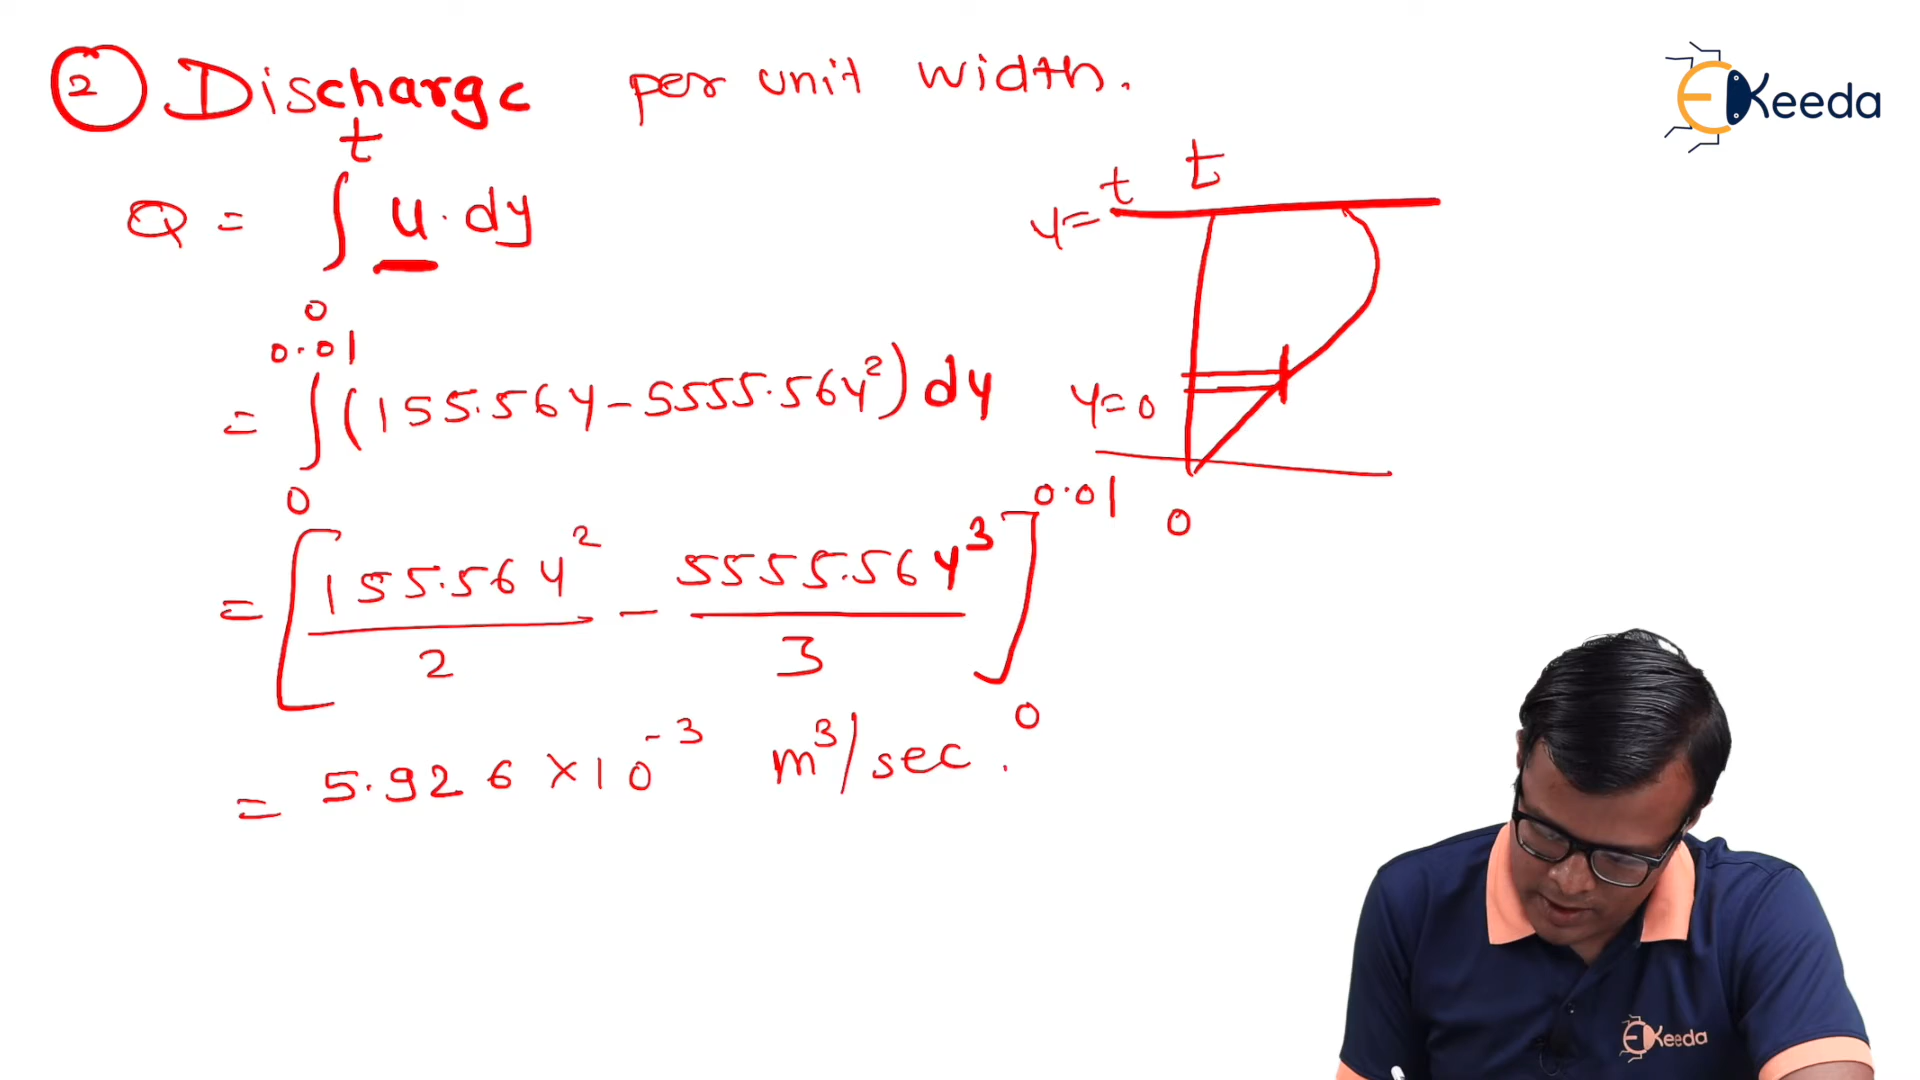 ② Discharge per unit width.
EKeeda
Q = ∫₀ᵗ u. dy
= ∫₀^0.01 (155.56y - 5555.56y²) dy
= [155.56y²/2 - 5555.56y³/3]₀^0.01
= 5.926 × 10⁻³ m³/sec.
t
y= t
y=0
0
EKeeda